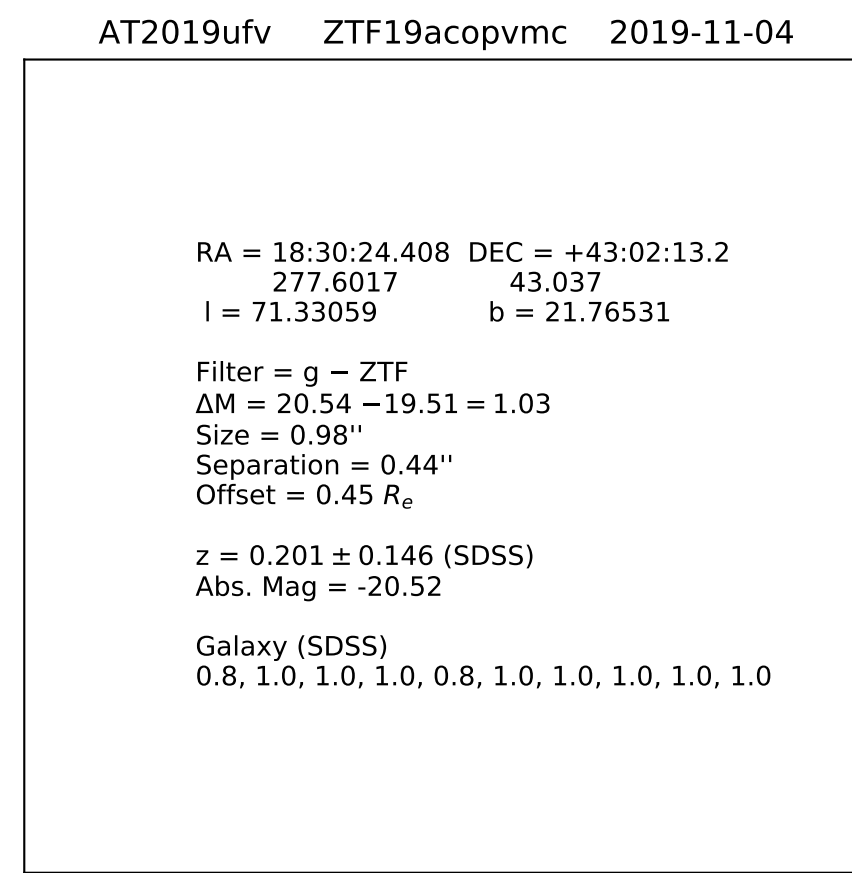 AT2019ufv ZTF19acopvmc 2019-11-04
RA = 18:30:24.408 DEC = +43:02:13.2
277.6017 43.037
l = 71.33059 b = 21.76531
Filter = g − ZTF
ΔM = 20.54 −19.51 = 1.03
Size = 0.98''
Separation = 0.44''
Offset = 0.45 Rₑ
z = 0.201 ± 0.146 (SDSS)
Abs. Mag = -20.52
Galaxy (SDSS)
0.8, 1.0, 1.0, 1.0, 0.8, 1.0, 1.0, 1.0, 1.0, 1.0